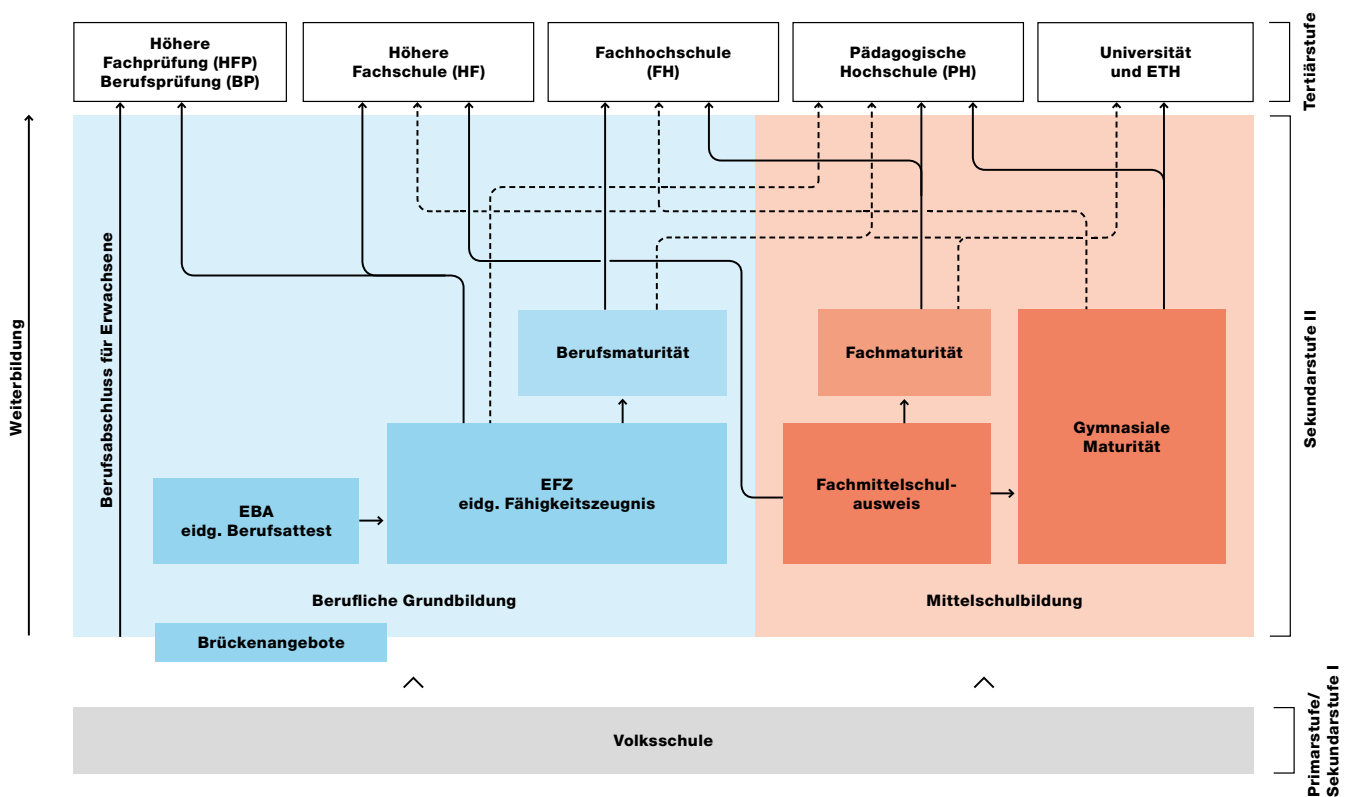 Höhere
Fachprüfung (HFP)
Berufsprüfung (BP)
Höhere
Fachschule (HF)
Fachhochschule
(FH)
Pädagogische
Hochschule (PH)
Universität
und ETH
Tertiärstufe
Weiterbildung
Berufsabschluss für Erwachsene
Berufsmaturität
Fachmaturität
Gymnasiale
Maturität
EFZ
eidg. Fähigkeitszeugnis
Fachmittelschul-
ausweis
EBA
eidg. Berufsattest
Sekundarstufe II
Berufliche Grundbildung
Mittelschulbildung
Brückenangebote
Volksschule
Primarstufe/
Sekundarstufe I